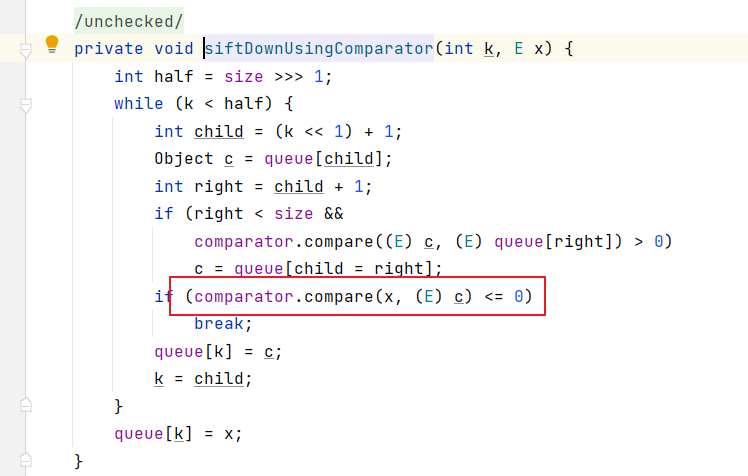 /unchecked/
private void siftDownUsingComparator(int k, E x) {
int half = size >>> 1;
while (k < half) {
int child = (k << 1) + 1;
Object c = queue[child];
int right = child + 1;
if (right < size &&
comparator.compare((E) c, (E) queue[right]) > 0)
c = queue[child = right];
if (comparator.compare(x, (E) c) <= 0)
break;
queue[k] = c;
k = child;
}
queue[k] = x;
}